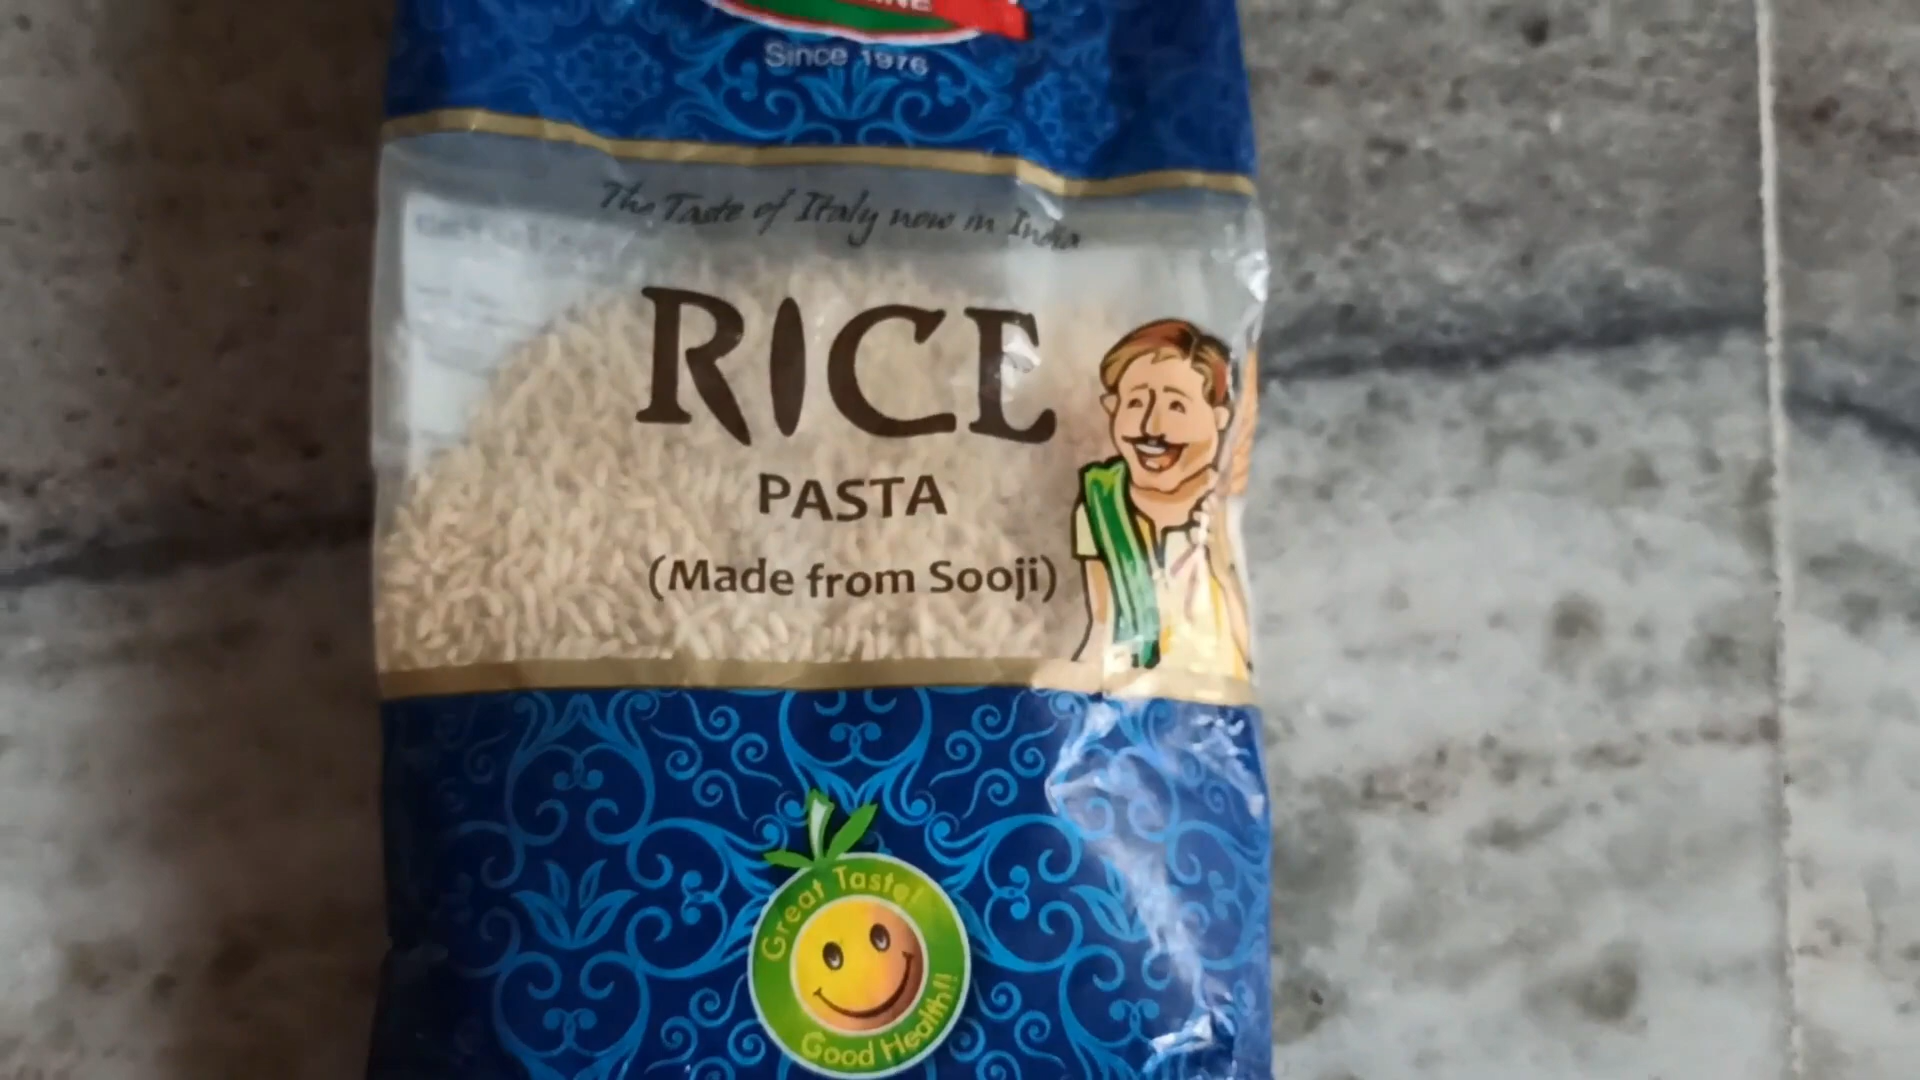 Since 1976
The Taste of Italy now in India
RICE
PASTA
(Made from Sooji)
Great Taste!
Good Health!!